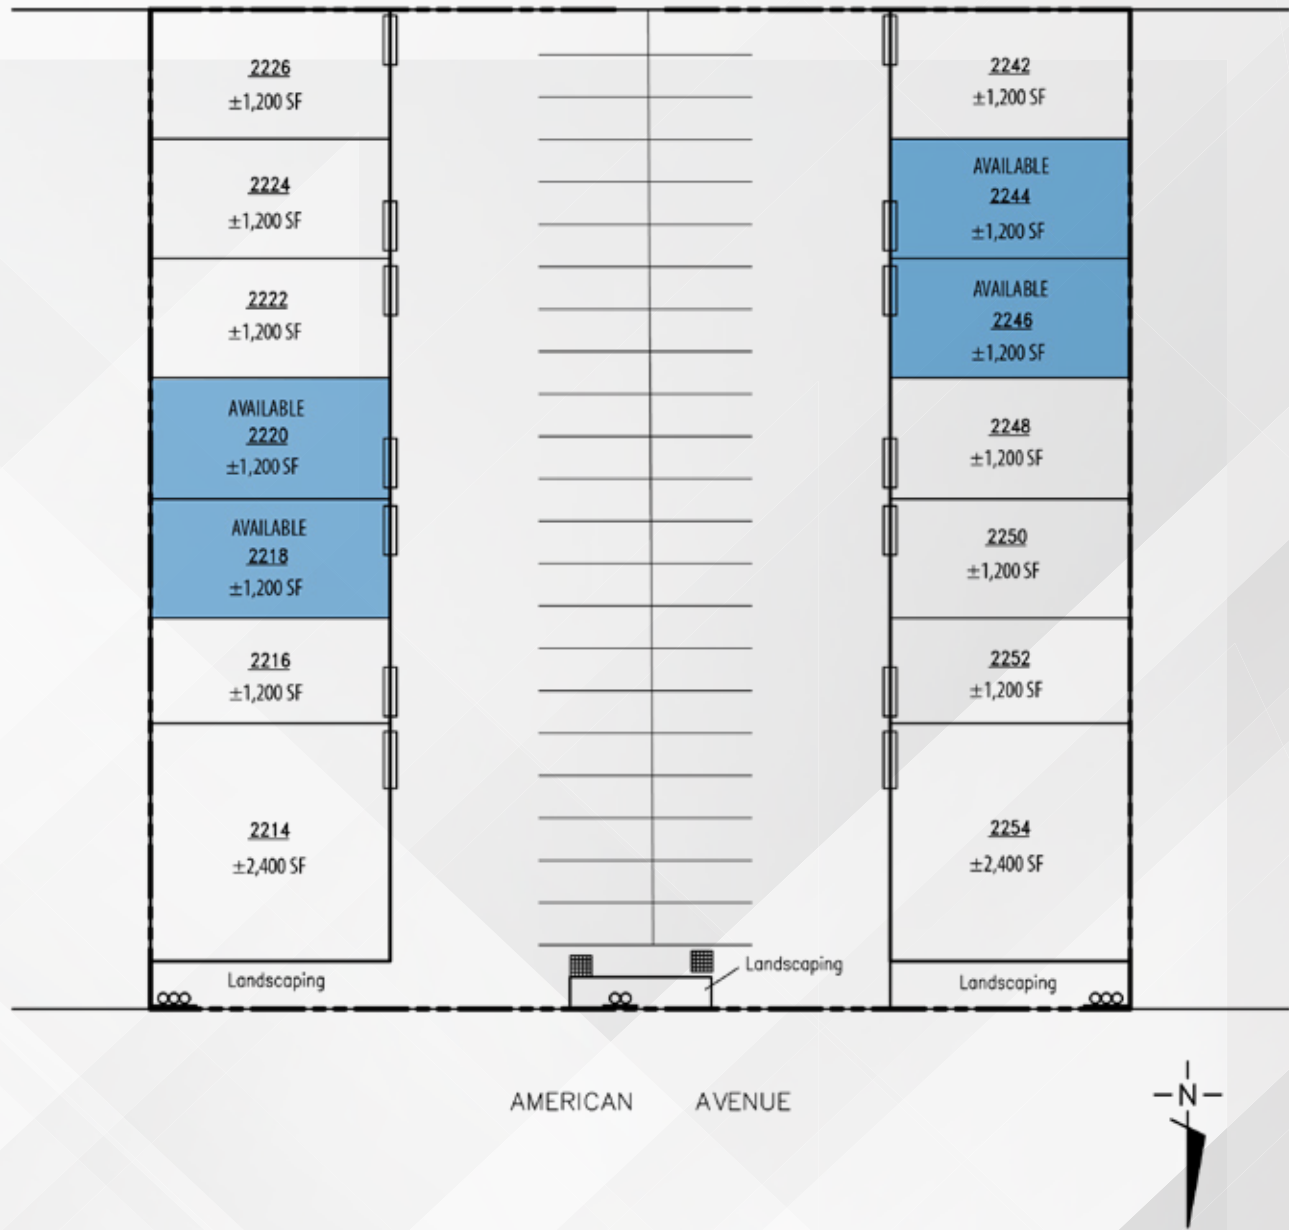 2226
±1,200 SF
2224
±1,200 SF
2222
±1,200 SF
AVAILABLE
2220
±1,200 SF
AVAILABLE
2218
±1,200 SF
2216
±1,200 SF
2214
±2,400 SF
Landscaping
Landscaping
2242
±1,200 SF
AVAILABLE
2244
±1,200 SF
AVAILABLE
2246
±1,200 SF
2248
±1,200 SF
2250
±1,200 SF
2252
±1,200 SF
2254
±2,400 SF
Landscaping
AMERICAN AVENUE
N